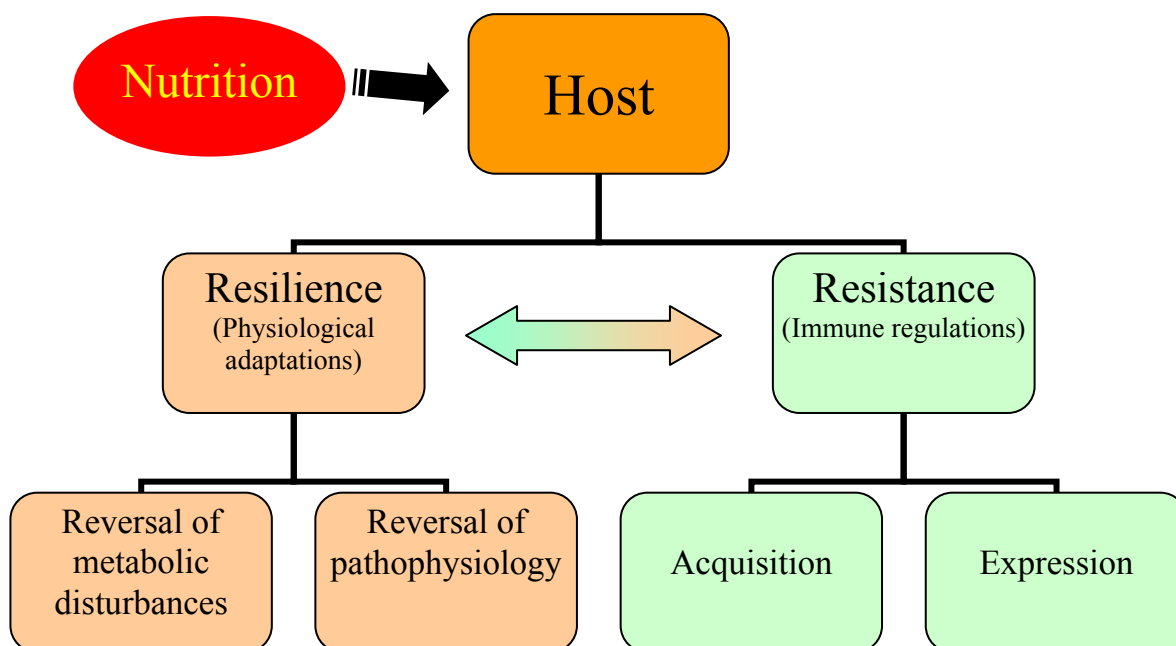 Nutrition
Host
Resilience
(Physiological
adaptations)
Resistance
(Immune regulations)
Reversal of
metabolic
disturbances
Reversal of
pathophysiology
Acquisition
Expression